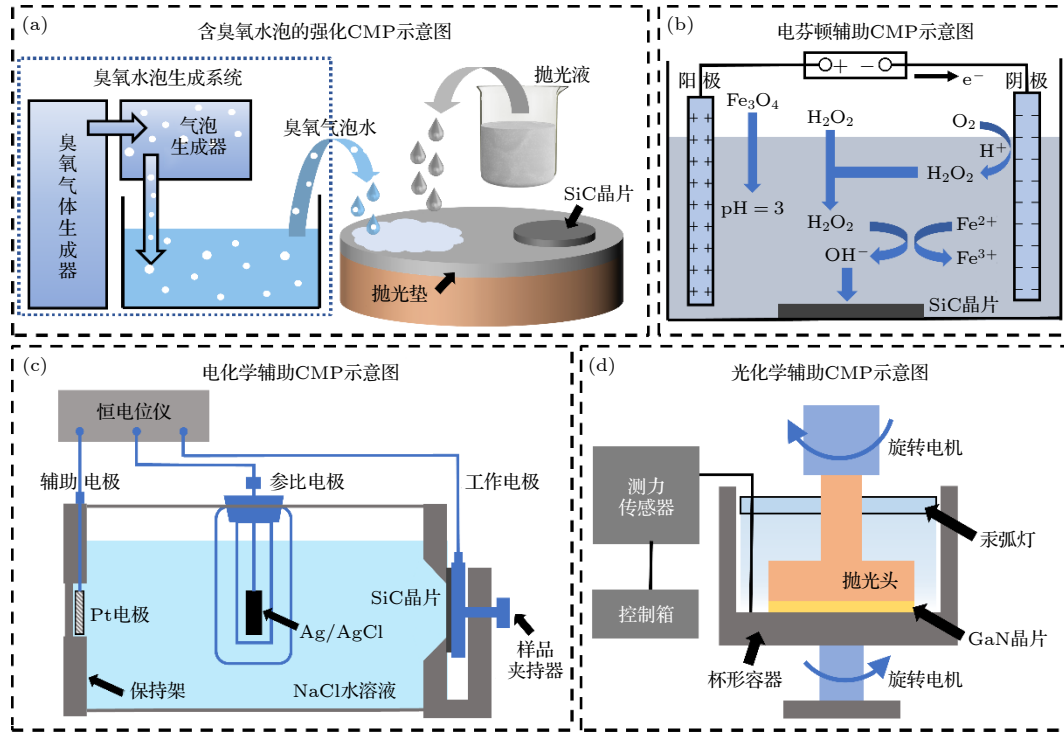 (a)
含臭氧水泡的强化CMP示意图
臭氧水泡生成系统
臭氧气体生成器
气泡
生成器
臭氧气泡水
抛光液
SiC晶片
抛光垫
(b)
电芬顿辅助CMP示意图
+ −
e⁻
阳极
阴极
Fe₃O₄
H₂O₂
O₂
H⁺
H₂O₂
pH = 3
H₂O₂
Fe²⁺
OH⁻
Fe³⁺
SiC晶片
(c)
电化学辅助CMP示意图
恒电位仪
辅助电极
参比电极
工作电极
SiC晶片
Pt电极
Ag/AgCl
样品
夹持器
保持架
NaCl水溶液
(d)
光化学辅助CMP示意图
旋转电机
测力
传感器
汞弧灯
抛光头
控制箱
GaN晶片
杯形容器
旋转电机